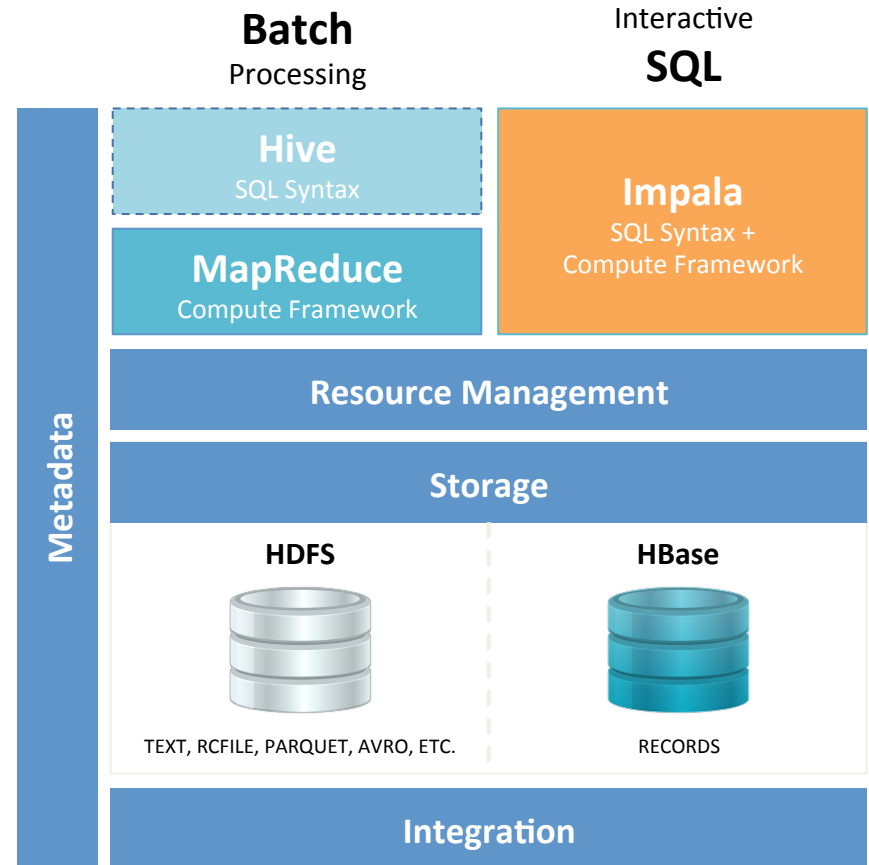 Batch
Processing
Interactive
SQL
Hive
SQL Syntax
MapReduce
Compute Framework
Impala
SQL Syntax +
Compute Framework
Metadata
Resource Management
Storage
HDFS
HBase
TEXT, RCFILE, PARQUET, AVRO, ETC.
RECORDS
Integration